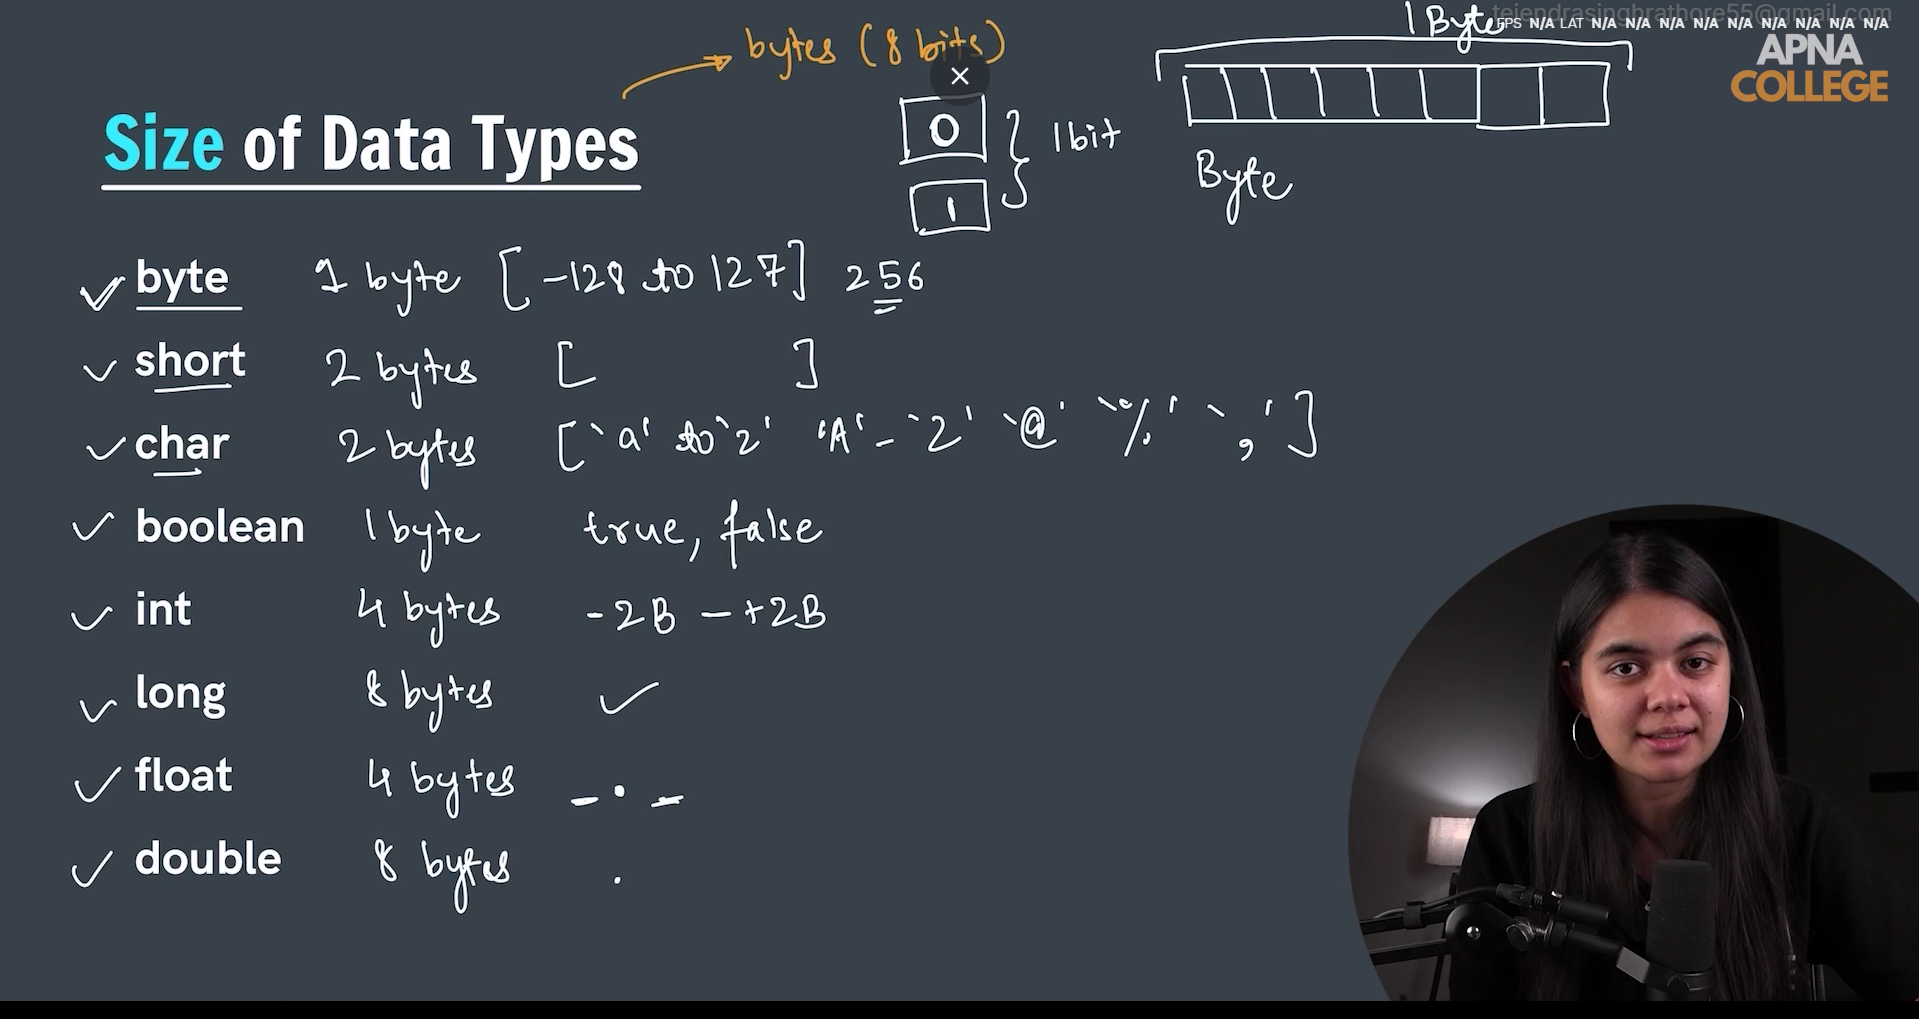 tejendrasinghrathore55@gmail.com
FPS N/A LAT N/A N/A N/A N/A N/A N/A N/A N/A N/A
APNA
COLLEGE
bytes (8 bits)
1 Byte
Size of Data Types
0
1
1 bit
Byte
byte 1 byte [-128 to 127] 256
short 2 bytes [ ]
char 2 bytes ['a' to 'z' 'A' - 'Z' '@' '%' ',']
boolean 1 byte true, false
int 4 bytes -2B – +2B
long 8 bytes
float 4 bytes _._
double 8 bytes .